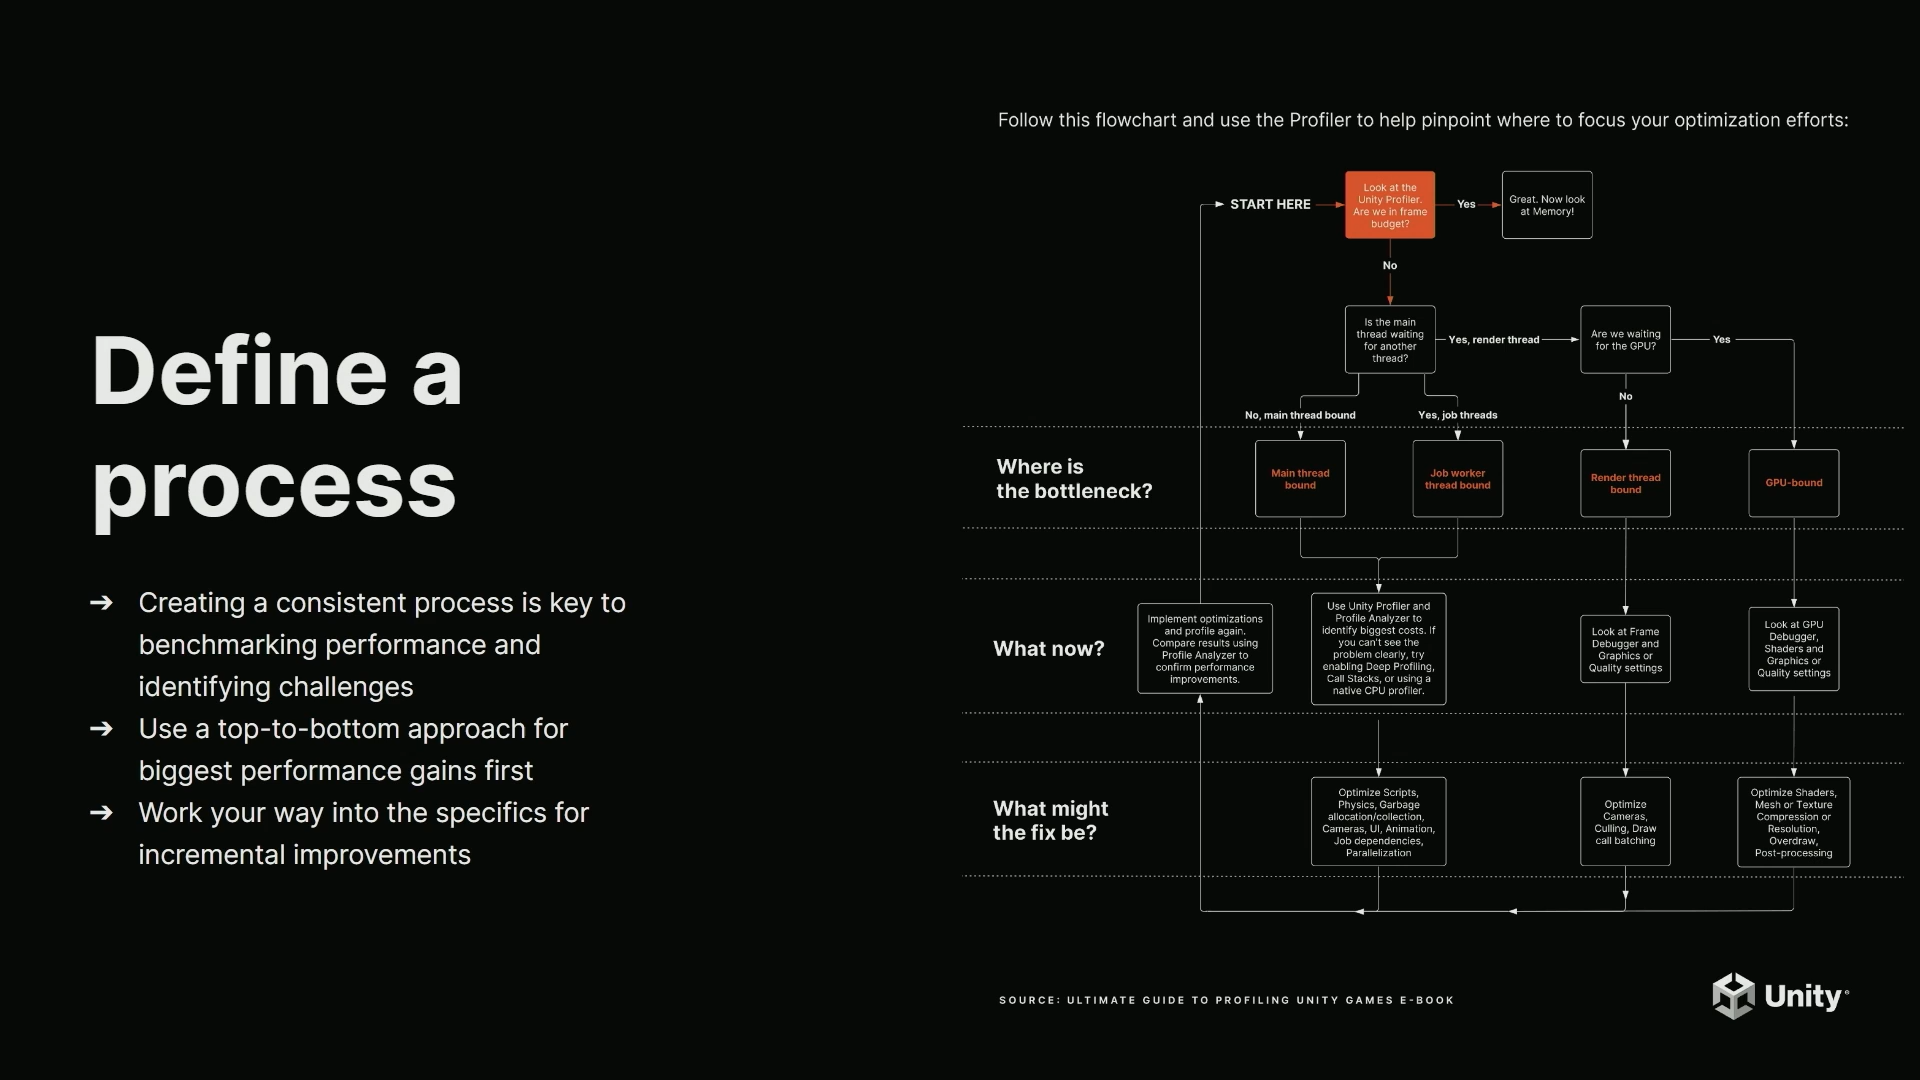 Define a
process
➔ Creating a consistent process is key to
benchmarking performance and
identifying challenges
➔ Use a top-to-bottom approach for
biggest performance gains first
➔ Work your way into the specifics for
incremental improvements
Follow this flowchart and use the Profiler to help pinpoint where to focus your optimization efforts:
START HERE
Look at the
Unity Profiler.
Are we in frame
budget?
Yes
Great. Now look
at Memory!
No
Is the main
thread waiting
for another
thread?
Yes, render thread
Are we waiting
for the GPU?
Yes
No, main thread bound
Yes, job threads
No
Where is
the bottleneck?
Main thread
bound
Job worker
thread bound
Render thread
bound
GPU-bound
What now?
Implement optimizations
and profile again.
Compare results using
Profile Analyzer to
confirm performance
improvements.
Use Unity Profiler and
Profile Analyzer to
identify biggest costs. If
you can't see the
problem clearly, try
enabling Deep Profiling,
Call Stacks, or using a
native CPU profiler.
Look at Frame
Debugger and
Graphics or
Quality settings
Look at GPU
Debugger,
Shaders and
Graphics or
Quality settings
What might
the fix be?
Optimize Scripts,
Physics, Garbage
allocation/collection,
Cameras, UI, Animation,
Job dependencies,
Parallelization
Optimize
Cameras,
Culling, Draw
call batching
Optimize Shaders,
Mesh or Texture
Compression or
Resolution,
Overdraw,
Post-processing
SOURCE: ULTIMATE GUIDE TO PROFILING UNITY GAMES E-BOOK
Unity®